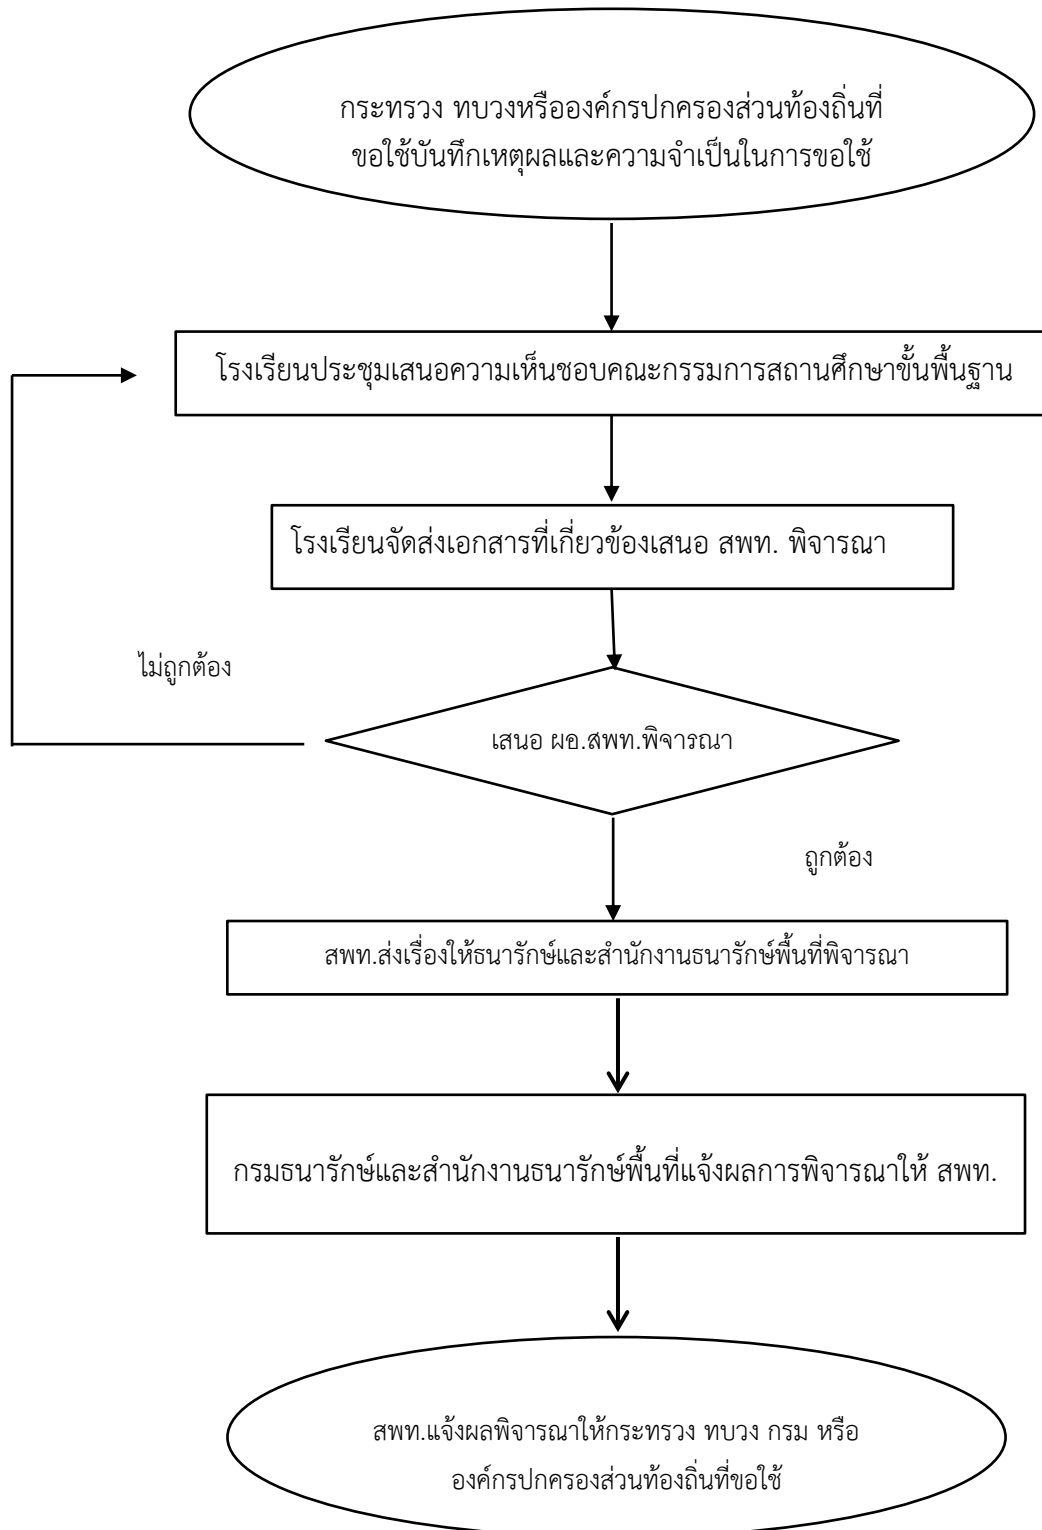 กระทรวง ทบวงหรือองค์กรปกครองส่วนท้องถิ่นที่
ขอใช้บันทึกเหตุผลและความจำเป็นในการขอใช้
โรงเรียนประชุมเสนอความเห็นชอบคณะกรรมการสถานศึกษาขั้นพื้นฐาน
โรงเรียนจัดส่งเอกสารที่เกี่ยวข้องเสนอ สพท. พิจารณา
ไม่ถูกต้อง
เสนอ ผอ.สพท.พิจารณา
ถูกต้อง
สพท.ส่งเรื่องให้ธนารักษ์และสำนักงานธนารักษ์พื้นที่พิจารณา
กรมธนารักษ์และสำนักงานธนารักษ์พื้นที่แจ้งผลการพิจารณาให้ สพท.
สพท.แจ้งผลพิจารณาให้กระทรวง ทบวง กรม หรือ
องค์กรปกครองส่วนท้องถิ่นที่ขอใช้